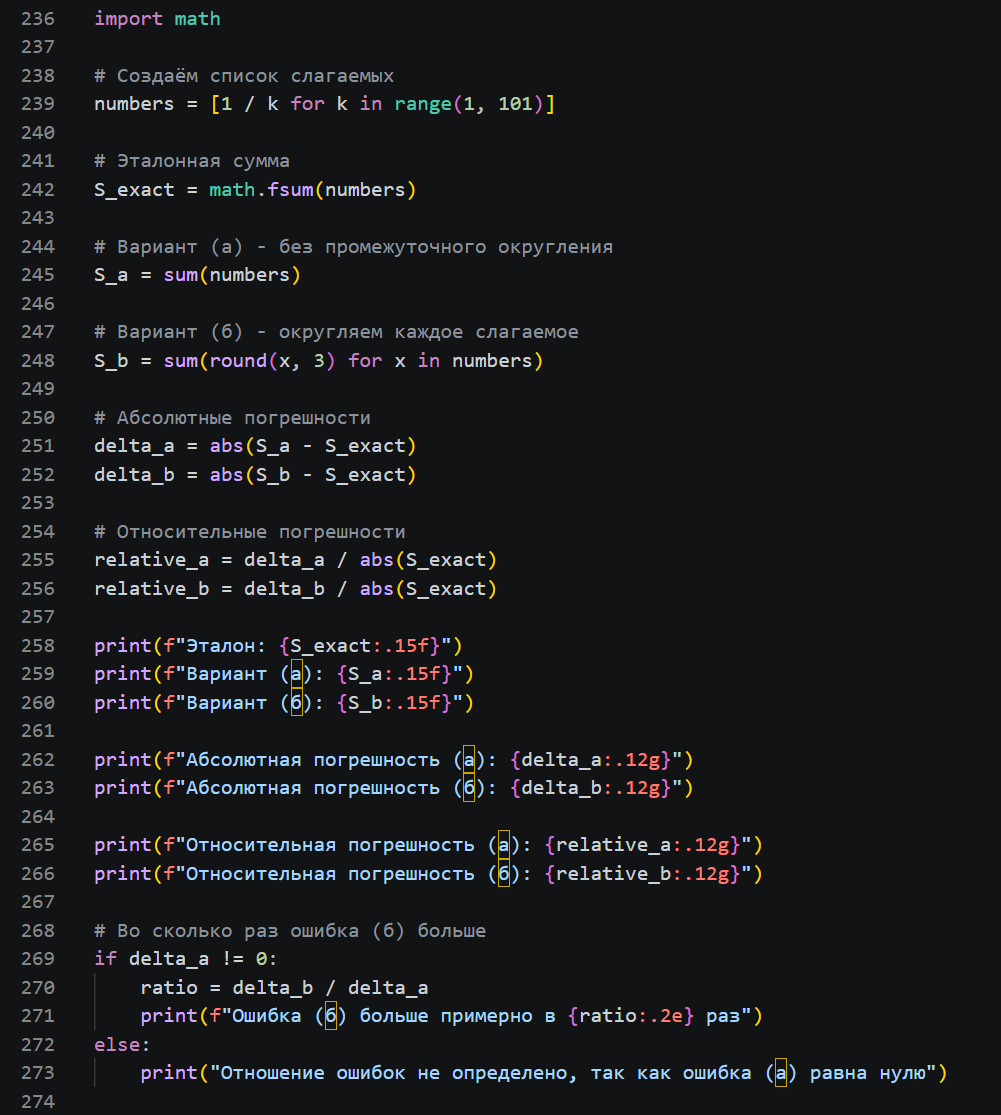 236 import math
237
238 # Создаём список слагаемых
239 numbers = [1 / k for k in range(1, 101)]
240
241 # Эталонная сумма
242 S_exact = math.fsum(numbers)
243
244 # Вариант (а) - без промежуточного округления
245 S_a = sum(numbers)
246
247 # Вариант (б) - округляем каждое слагаемое
248 S_b = sum(round(x, 3) for x in numbers)
249
250 # Абсолютные погрешности
251 delta_a = abs(S_a - S_exact)
252 delta_b = abs(S_b - S_exact)
253
254 # Относительные погрешности
255 relative_a = delta_a / abs(S_exact)
256 relative_b = delta_b / abs(S_exact)
257
258 print(f"Эталон: {S_exact:.15f}")
259 print(f"Вариант (а): {S_a:.15f}")
260 print(f"Вариант (б): {S_b:.15f}")
261
262 print(f"Абсолютная погрешность (а): {delta_a:.12g}")
263 print(f"Абсолютная погрешность (б): {delta_b:.12g}")
264
265 print(f"Относительная погрешность (а): {relative_a:.12g}")
266 print(f"Относительная погрешность (б): {relative_b:.12g}")
267
268 # Во сколько раз ошибка (б) больше
269 if delta_a != 0:
270     ratio = delta_b / delta_a
271     print(f"Ошибка (б) больше примерно в {ratio:.2e} раз")
272 else:
273     print("Отношение ошибок не определено, так как ошибка (а) равна нулю")
274